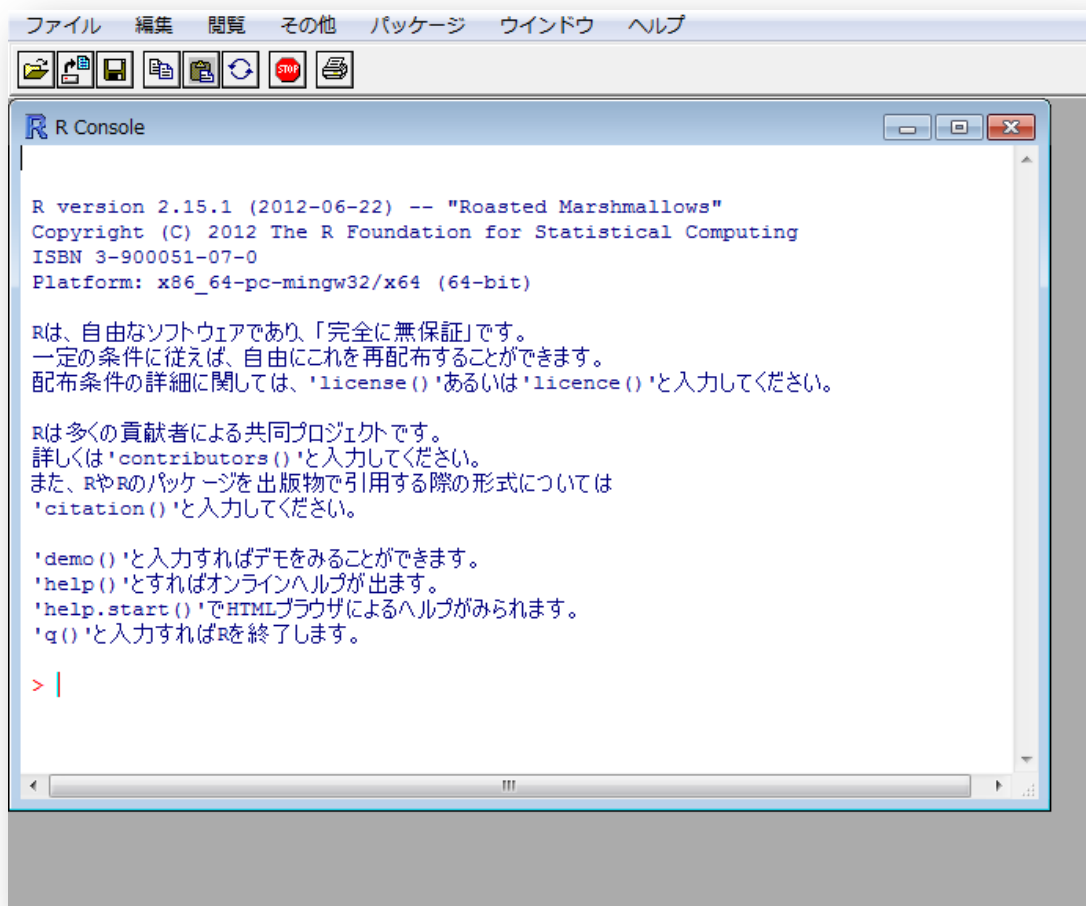 ファイル 編集 閲覧 その他 パッケージ ウインドウ ヘルプ
STOP
R R Console
R version 2.15.1 (2012-06-22) -- "Roasted Marshmallows"
Copyright (C) 2012 The R Foundation for Statistical Computing
ISBN 3-900051-07-0
Platform: x86_64-pc-mingw32/x64 (64-bit)
Rは、自由なソフトウェアであり、「完全に無保証」です。
一定の条件に従えば、自由にこれを再配布することができます。
配布条件の詳細に関しては、'license()'あるいは'licence()'と入力してください。
Rは多くの貢献者による共同プロジェクトです。
詳しくは'contributors()'と入力してください。
また、RやRのパッケージを出版物で引用する際の形式については
'citation()'と入力してください。
'demo()'と入力すればデモをみることができます。
'help()'とすればオンラインヘルプが出ます。
'help.start()'でHTMLブラウザによるヘルプがみられます。
'q()'と入力すればRを終了します。
>